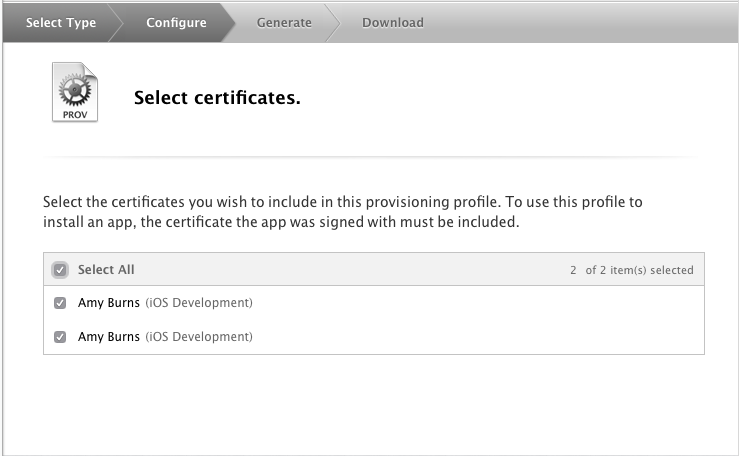 Select Type Configure Generate Download
PROV
Select certificates.
Select the certificates you wish to include in this provisioning profile. To use this profile to
install an app, the certificate the app was signed with must be included.
Select All 2 of 2 item(s) selected
Amy Burns (iOS Development)
Amy Burns (iOS Development)